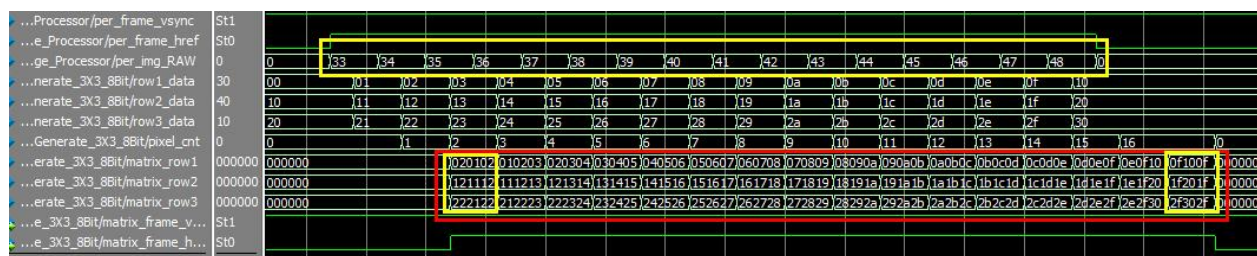 ...Processor/per_frame_vsync St1
...e_Processor/per_frame_href St0
...ge_Processor/per_img_RAW 0 0 33 34 35 36 37 38 39 40 41 42 43 44 45 46 47 48 0
...nerate_3X3_8Bit/row1_data 30 00 01 02 03 04 05 06 07 08 09 0a 0b 0c 0d 0e 0f 10
...nerate_3X3_8Bit/row2_data 40 10 11 12 13 14 15 16 17 18 19 1a 1b 1c 1d 1e 1f 20
...nerate_3X3_8Bit/row3_data 10 20 21 22 23 24 25 26 27 28 29 2a 2b 2c 2d 2e 2f 30
...Generate_3X3_8Bit/pixel_cnt 0 0 1 2 3 4 5 6 7 8 9 10 11 12 13 14 15 16 0
...erate_3X3_8Bit/matrix_row1 000000 000000 020102 010203 020304 030405 040506 050607 060708 070809 08090a 090a0b 0a0b0c 0b0c0d 0c0d0e 0d0e0f 0e0f10 0f100f 000000
...erate_3X3_8Bit/matrix_row2 000000 000000 121112 111213 121314 131415 141516 151617 161718 171819 18191a 191a1b 1a1b1c 1b1c1d 1c1d1e 1d1e1f 1e1f20 1f201f 000000
...erate_3X3_8Bit/matrix_row3 000000 000000 222122 212223 222324 232425 242526 252627 262728 272829 28292a 292a2b 2a2b2c 2b2c2d 2c2d2e 2d2e2f 2e2f30 2f302f 000000
...e_3X3_8Bit/matrix_frame_v... St1
...e_3X3_8Bit/matrix_frame_h... St0